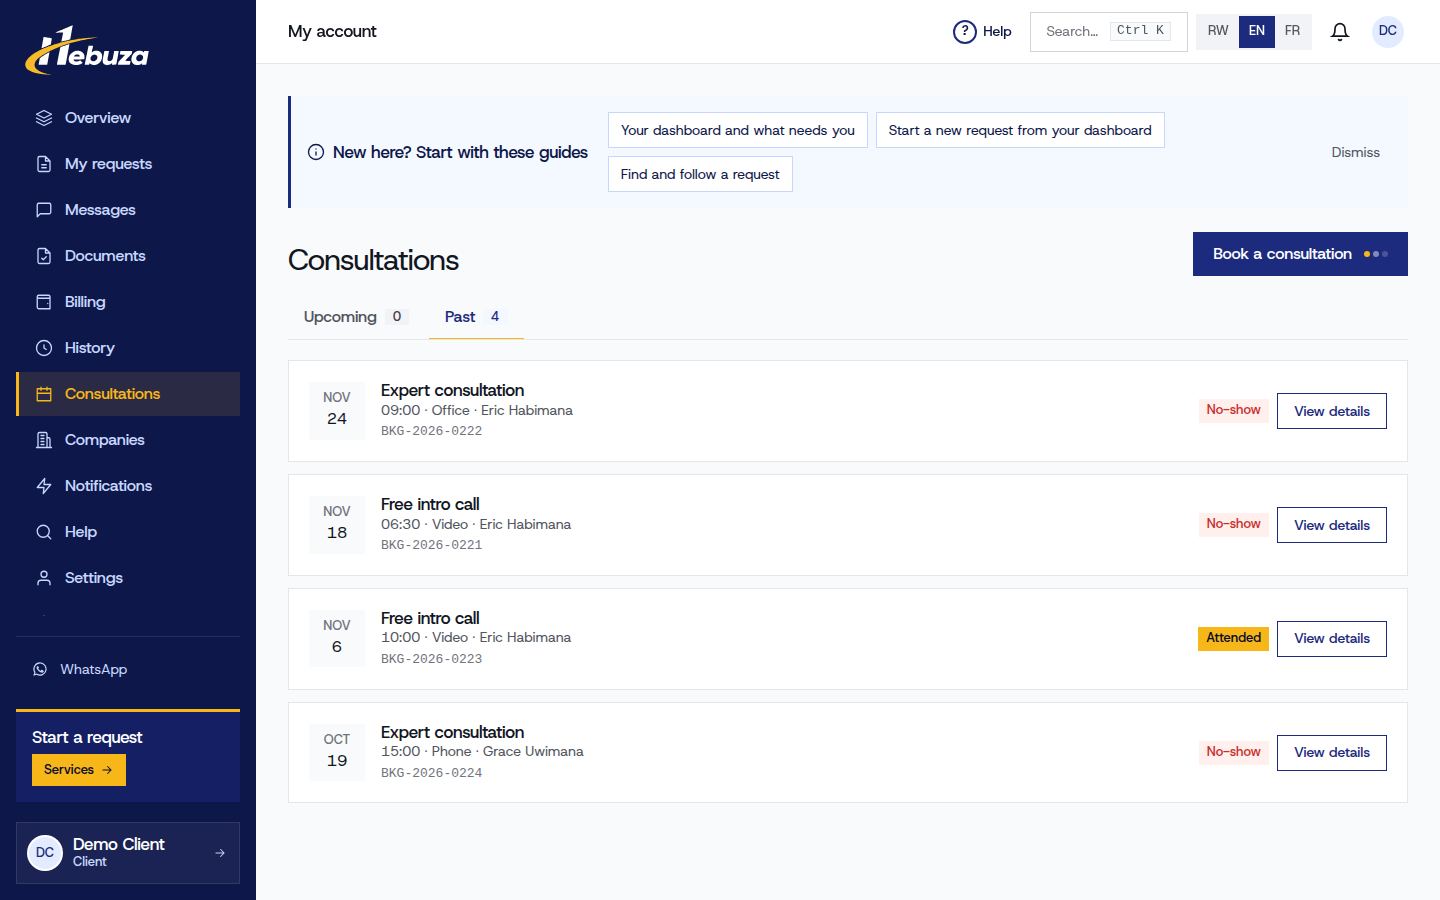 Hebuza
Overview
My requests
Messages
Documents
Billing
History
Consultations
Companies
Notifications
Help
Settings
WhatsApp
Start a request
Services →
DC
Demo Client
Client
→
My account
? Help
Search...
Ctrl K
RW
EN
FR
DC
New here? Start with these guides
Your dashboard and what needs you
Start a new request from your dashboard
Find and follow a request
Dismiss
Consultations
Book a consultation
Upcoming 0
Past 4
NOV
24
Expert consultation
09:00 · Office · Eric Habimana
BKG-2026-0222
No-show
View details
NOV
18
Free intro call
06:30 · Video · Eric Habimana
BKG-2026-0221
No-show
View details
NOV
6
Free intro call
10:00 · Video · Eric Habimana
BKG-2026-0223
Attended
View details
OCT
19
Expert consultation
15:00 · Phone · Grace Uwimana
BKG-2026-0224
No-show
View details